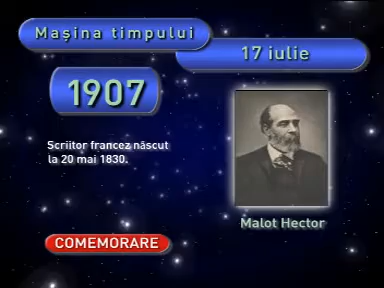 Mașina timpului
17 iulie
1907
Scriitor francez născut
la 20 mai 1830.
Malot Hector
COMEMORARE